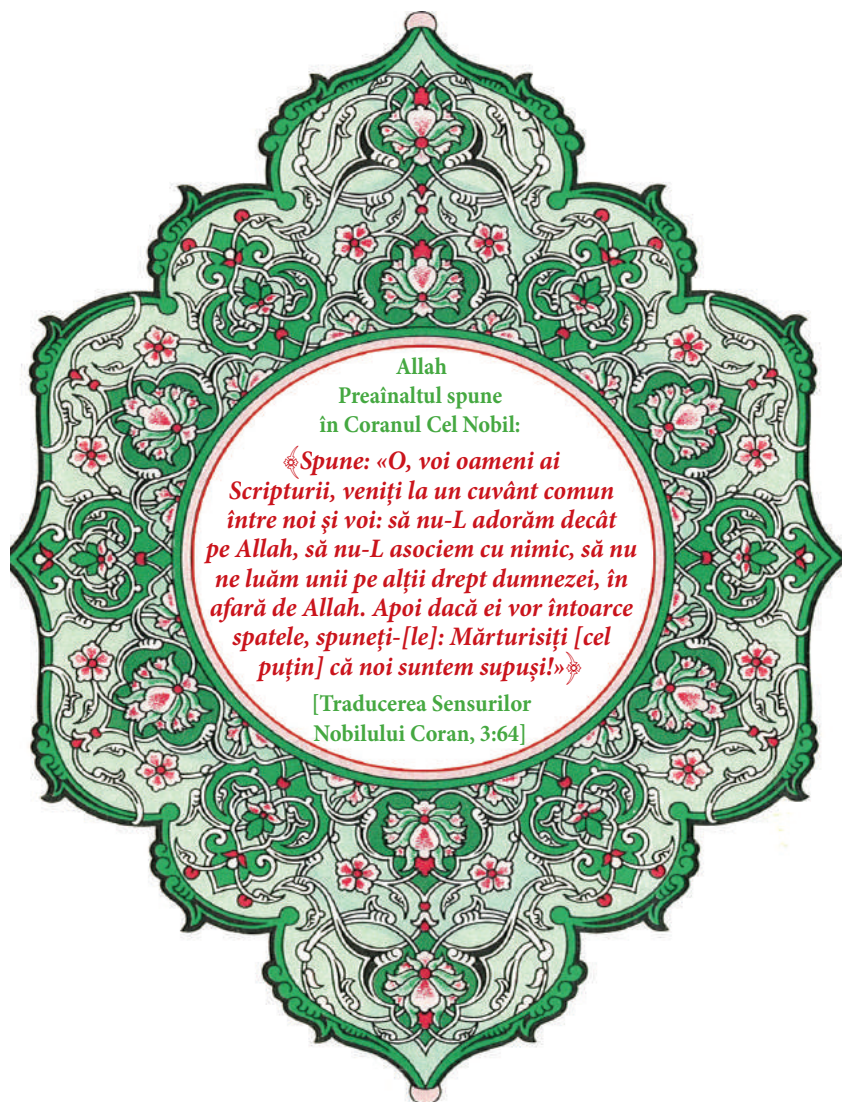 Allah
Preaînaltul spune
în Coranul Cel Nobil:
﴾Spune: «O, voi oameni ai
Scripturii, veniți la un cuvânt comun
între noi și voi: să nu-L adorăm decât
pe Allah, să nu-L asociem cu nimic, să nu
ne luăm unii pe alții drept dumnezei, în
afară de Allah. Apoi dacă ei vor întoarce
spatele, spuneți-[le]: Mărturisiți [cel
puțin] că noi suntem supuși!»﴿
[Traducerea Sensurilor
Nobilului Coran, 3:64]